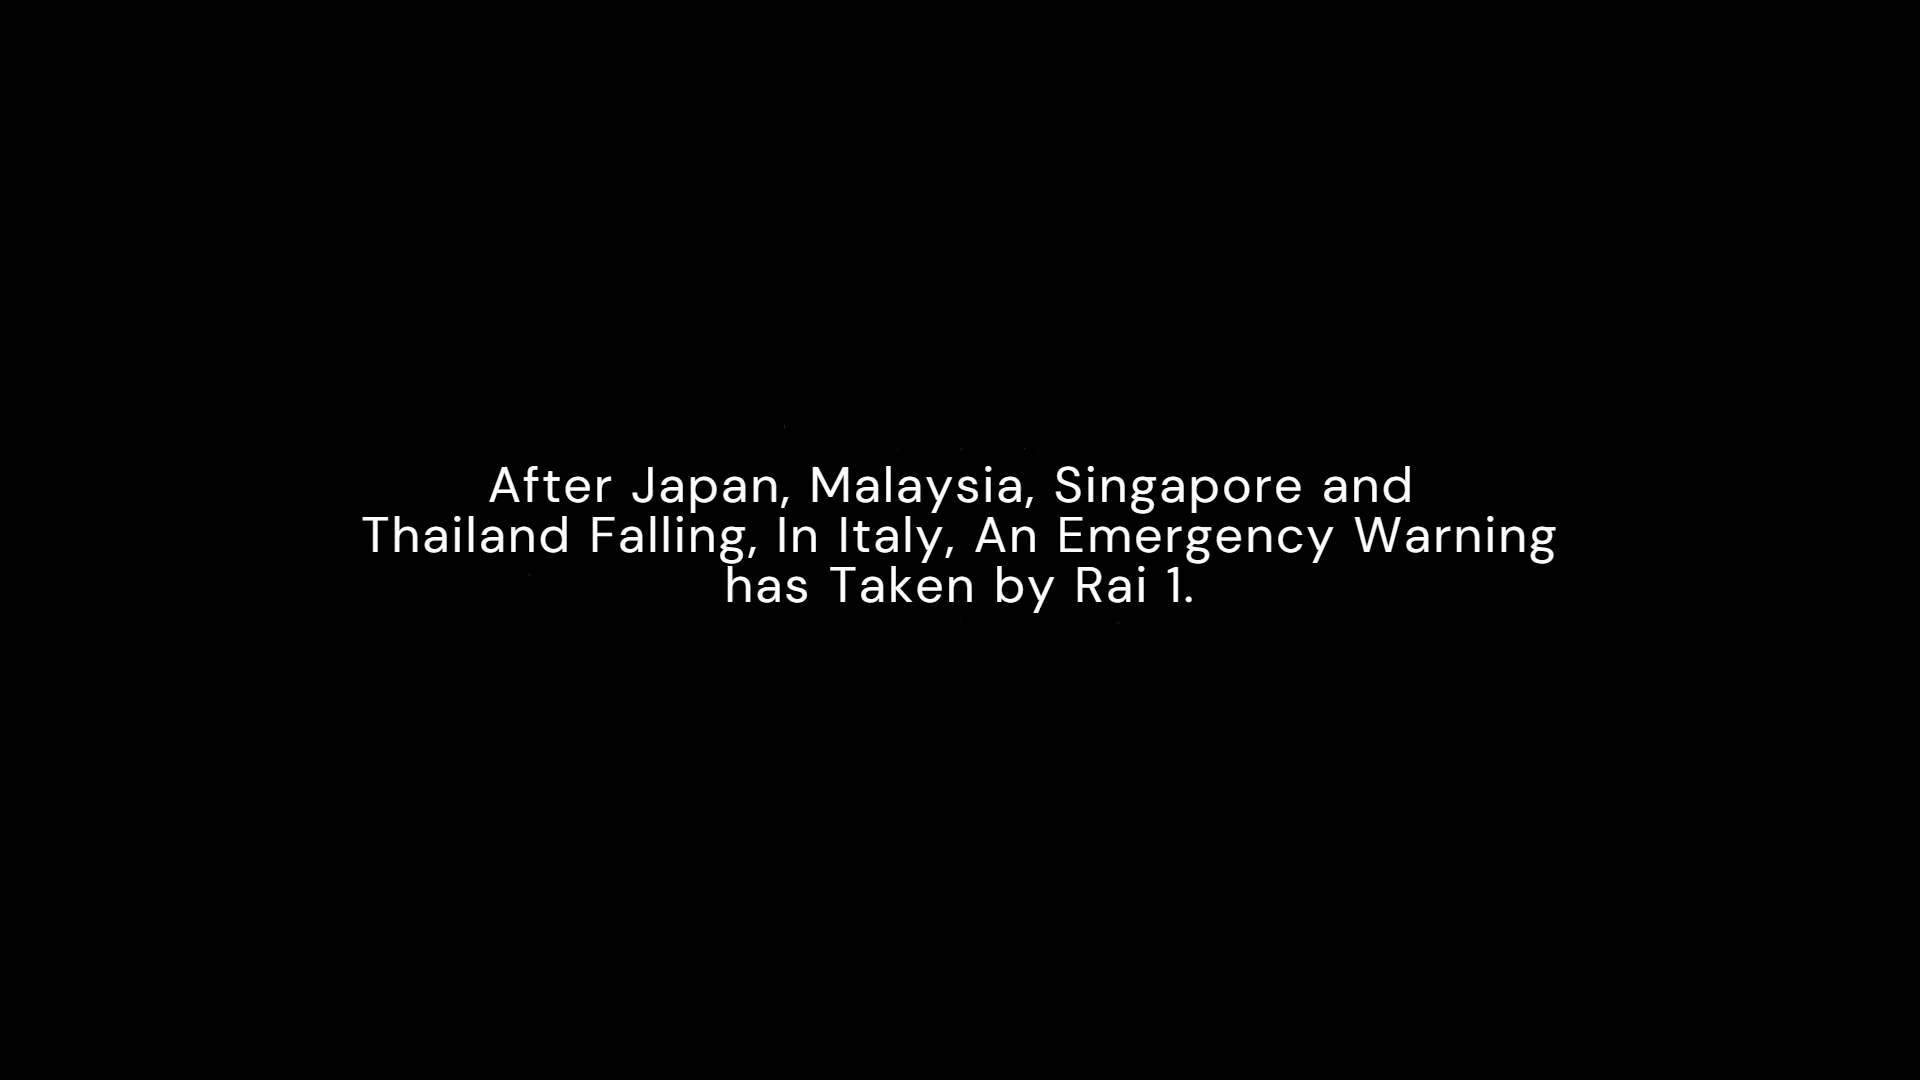 After Japan, Malaysia, Singapore and
Thailand Falling, In Italy, An Emergency Warning
has Taken by Rai 1.